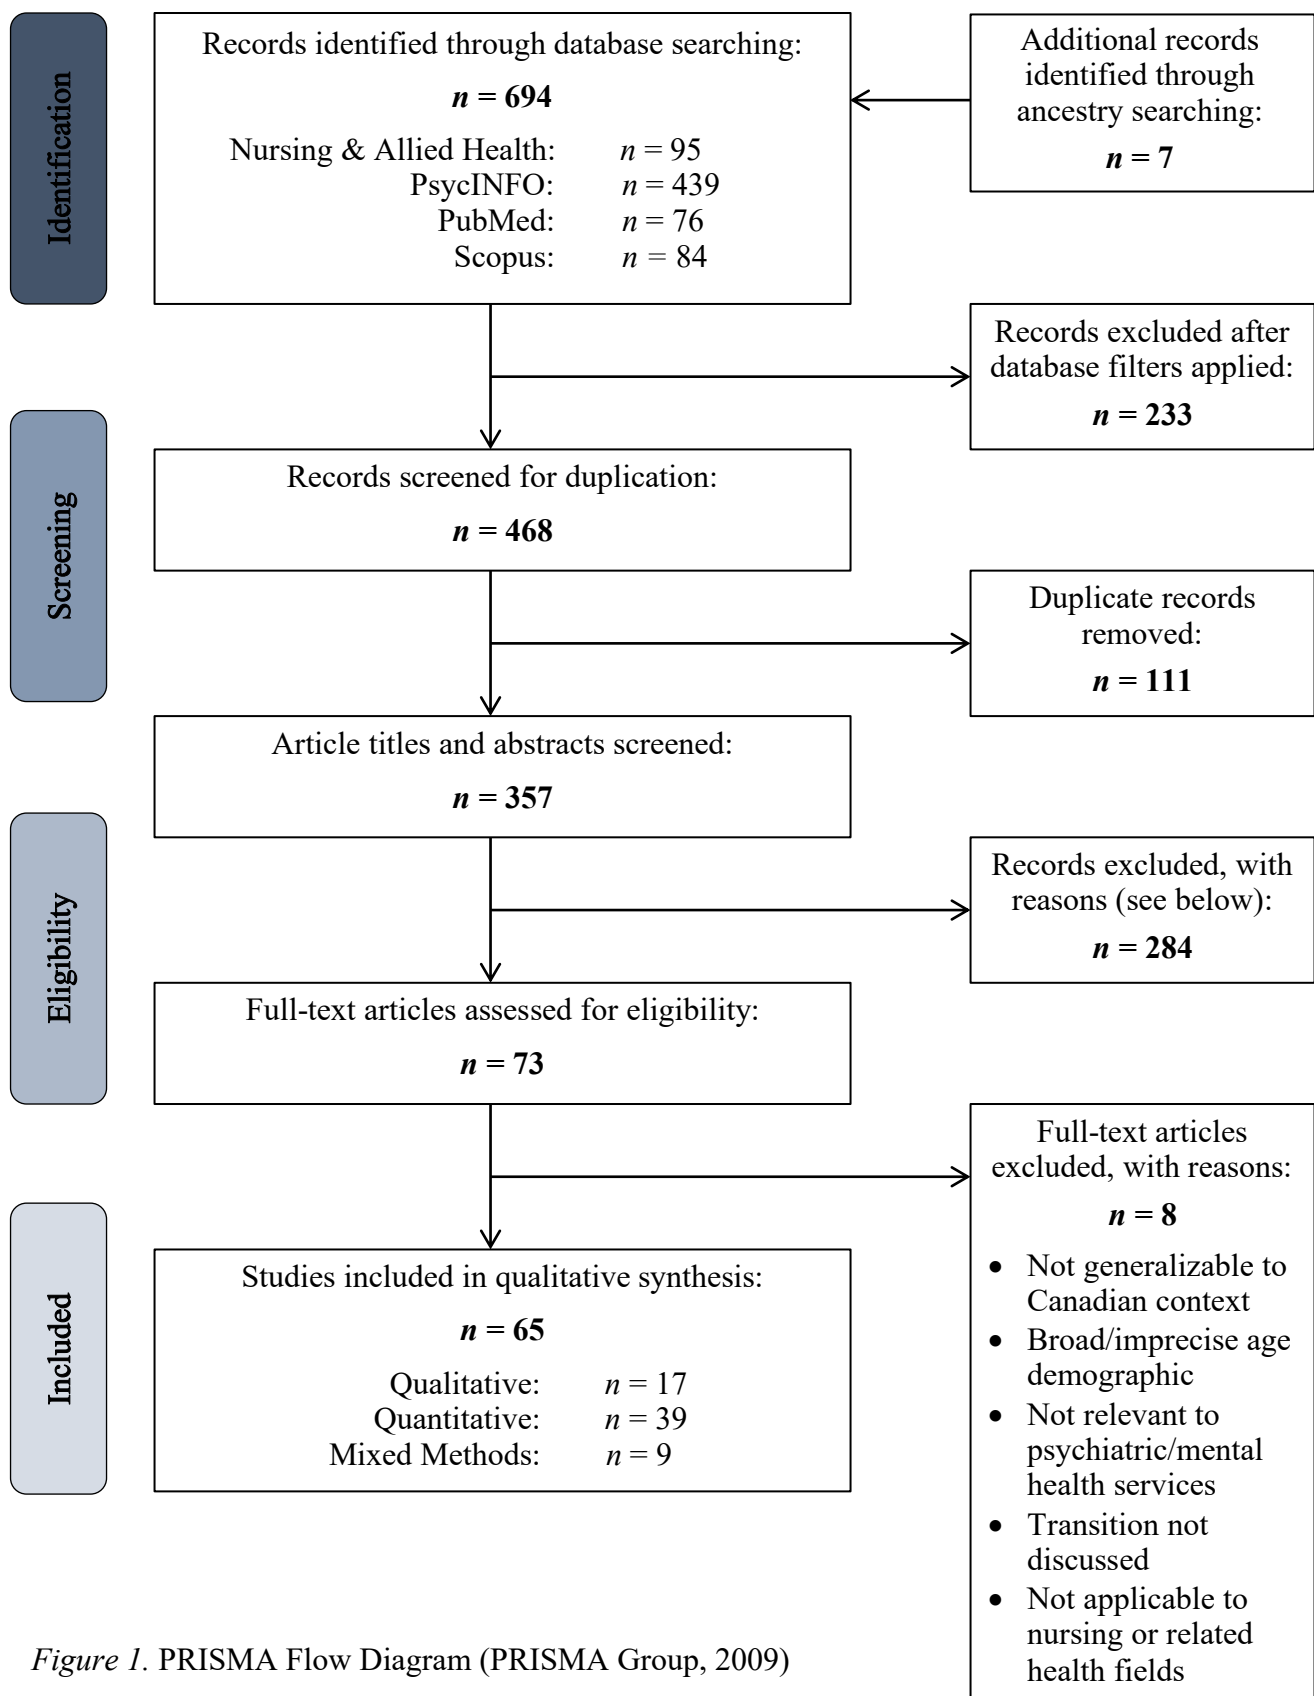 Identification
Records identified through database searching:
n = 694
Nursing & Allied Health: n = 95
PsycINFO: n = 439
PubMed: n = 76
Scopus: n = 84
Additional records
identified through
ancestry searching:
n = 7
Records excluded after
database filters applied:
n = 233
Screening
Records screened for duplication:
n = 468
Duplicate records
removed:
n = 111
Article titles and abstracts screened:
n = 357
Eligibility
Records excluded, with
reasons (see below):
n = 284
Full-text articles assessed for eligibility:
n = 73
Full-text articles
excluded, with reasons:
n = 8
• Not generalizable to
Canadian context
• Broad/imprecise age
demographic
• Not relevant to
psychiatric/mental
health services
• Transition not
discussed
• Not applicable to
nursing or related
health fields
Included
Studies included in qualitative synthesis:
n = 65
Qualitative: n = 17
Quantitative: n = 39
Mixed Methods: n = 9
Figure 1. PRISMA Flow Diagram (PRISMA Group, 2009)